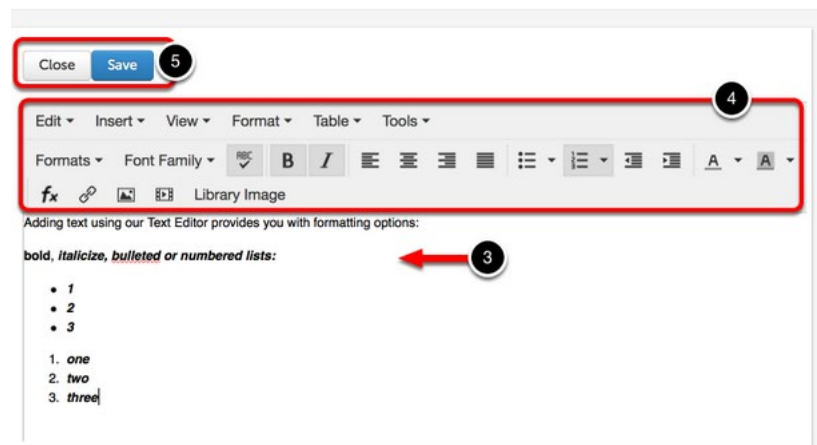 Close Save 5
4
Edit Insert View Format Table Tools
Formats Font Family ABC B I A A
fx Library Image
Adding text using our Text Editor provides you with formatting options:
bold, italicize, bulleted or numbered lists: 3
• 1
• 2
• 3
1. one
2. two
3. three